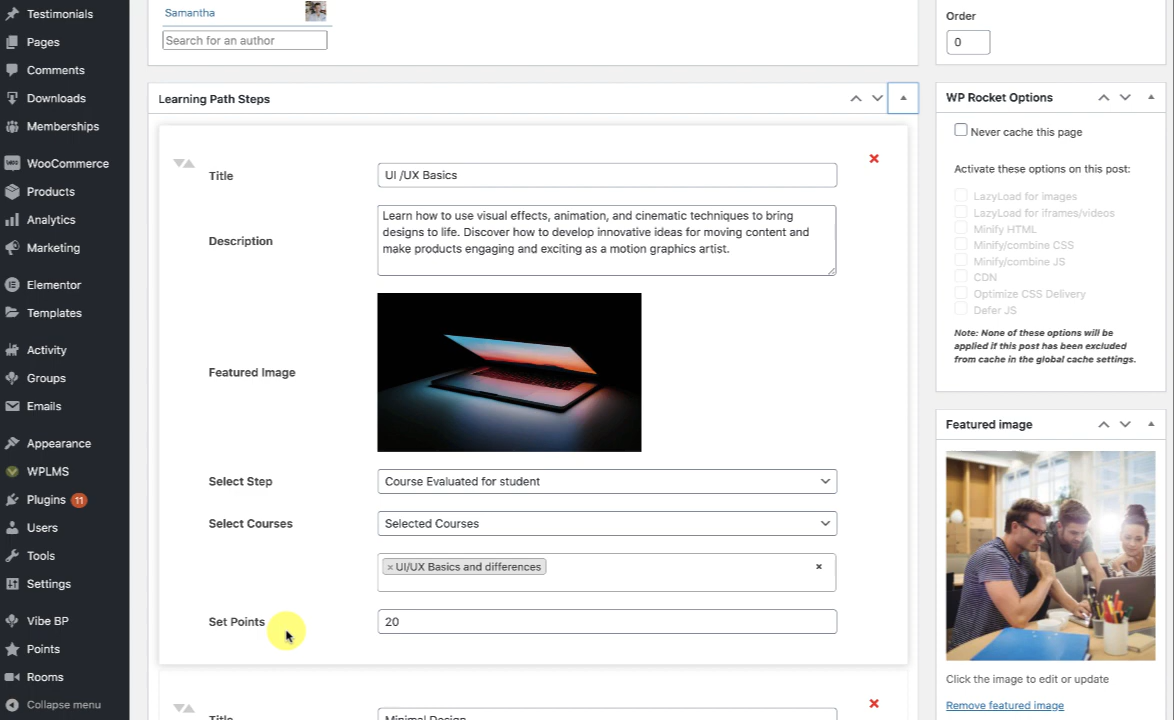 Testimonials
Pages
Comments
Downloads
Memberships
WooCommerce
Products
Analytics
Marketing
Elementor
Templates
Activity
Groups
Emails
Appearance
WPLMS
Plugins 11
Users
Tools
Settings
Vibe BP
Points
Rooms
Collapse menu
Samantha
Search for an author
Learning Path Steps
Title
UI /UX Basics
Description
Learn how to use visual effects, animation, and cinematic techniques to bring
designs to life. Discover how to develop innovative ideas for moving content and
make products engaging and exciting as a motion graphics artist.
Featured Image
Select Step
Course Evaluated for student
Select Courses
Selected Courses
× UI/UX Basics and differences ×
Set Points
20
Title
Minimal Design
Order
0
WP Rocket Options
Never cache this page
Activate these options on this post:
LazyLoad for images
LazyLoad for iframes/videos
Minify HTML
Minify/combine CSS
Minify/combine JS
CDN
Optimize CSS Delivery
Defer JS
Note: None of these options will be
applied if this post has been excluded
from cache in the global cache settings.
Featured image
Click the image to edit or update
Remove featured image